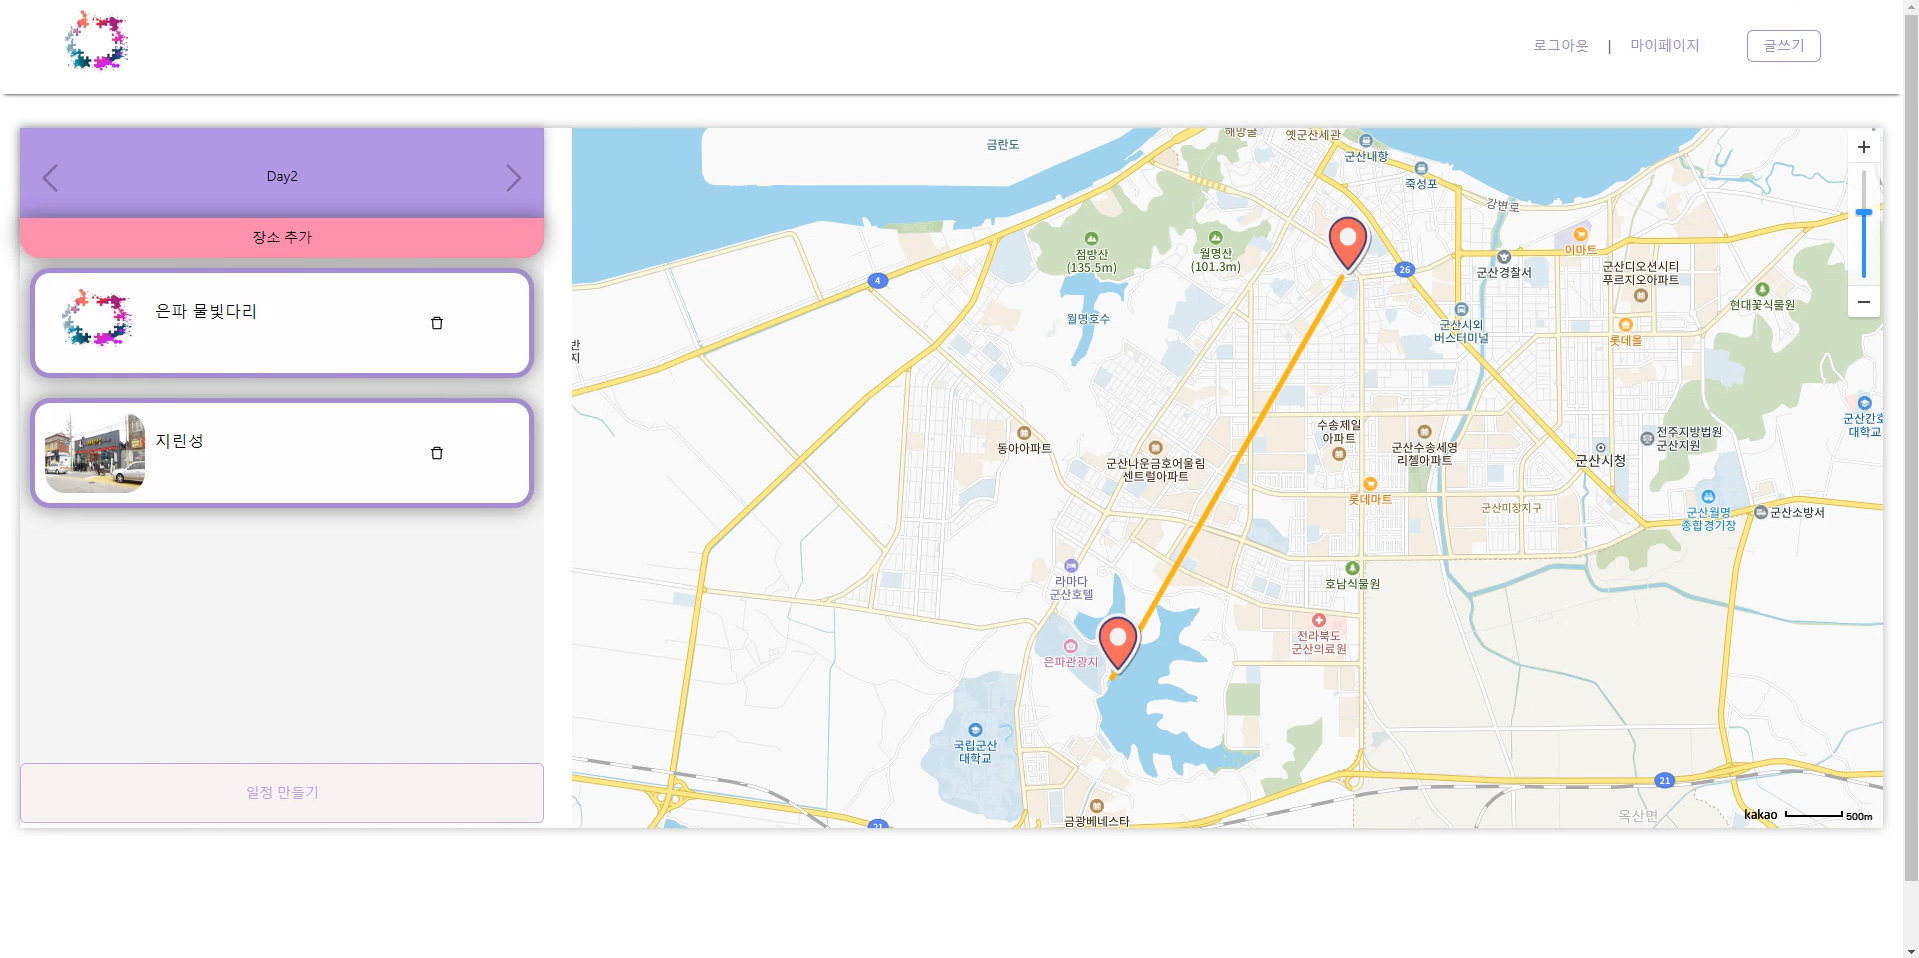 로그아웃 | 마이페이지 글쓰기
Day2
장소 추가
은파 물빛다리
지린성
일정 만들기
금란도
해망굴
옛군산세관
군산내항
죽성포
강변로
이마트
점방산
(135.5m)
월명산
(101.3m)
4
26
군산경찰서
군산디오션시티
푸르지오아파트
현대꽃식물원
월명호수
군산시외
버스터미널
롯데몰
반
지
동아아파트
수송제일
아파트
군산나운금호어울림
센트럴아파트
군산수송세영
리첼아파트
군산시청
전주지방법원
군산지원
군산간호
대학교
롯데마트
군산미장지구
군산월명
종합경기장
군산소방서
라마다
군산호텔
호남식물원
전라북도
군산의료원
은파관광지
국립군산
대학교
21
금광베네스타
21
옥산면
kakao 500m